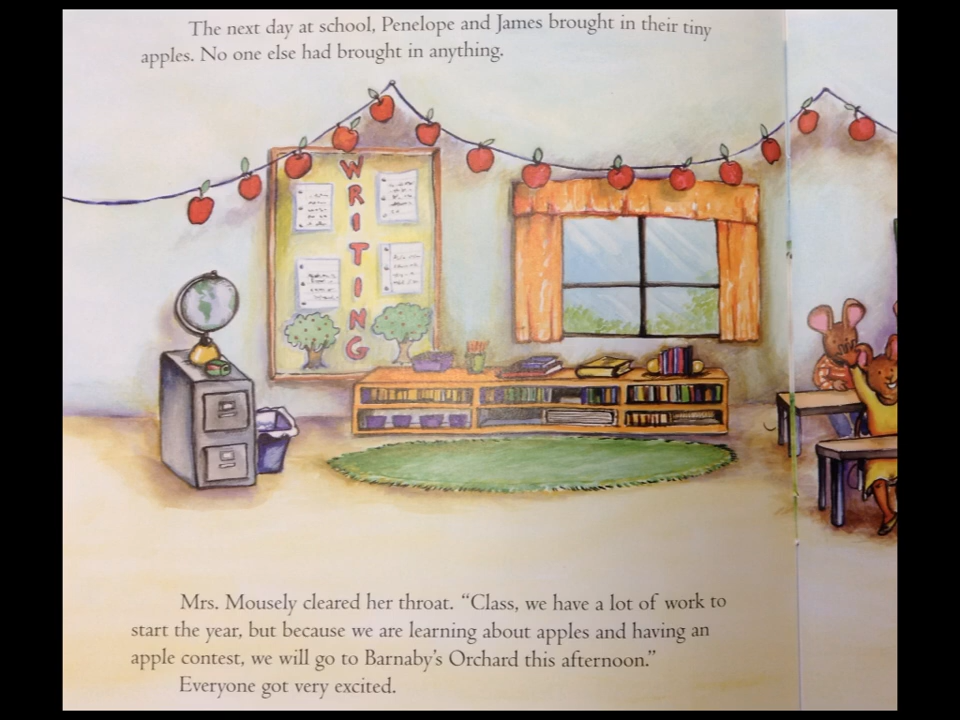 The next day at school, Penelope and James brought in their tiny
apples. No one else had brought in anything.
WRITING
Mrs. Mousely cleared her throat. “Class, we have a lot of work to
start the year, but because we are learning about apples and having an
apple contest, we will go to Barnaby’s Orchard this afternoon.”
Everyone got very excited.